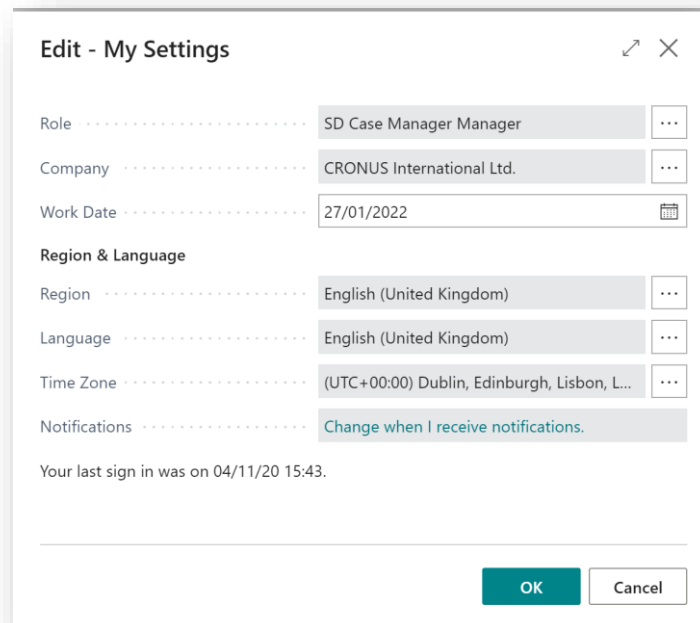 Edit - My Settings
Role SD Case Manager Manager ...
Company CRONUS International Ltd. ...
Work Date 27/01/2022
Region & Language
Region English (United Kingdom) ...
Language English (United Kingdom) ...
Time Zone (UTC+00:00) Dublin, Edinburgh, Lisbon, L... ...
Notifications Change when I receive notifications.
Your last sign in was on 04/11/20 15:43.
OK Cancel